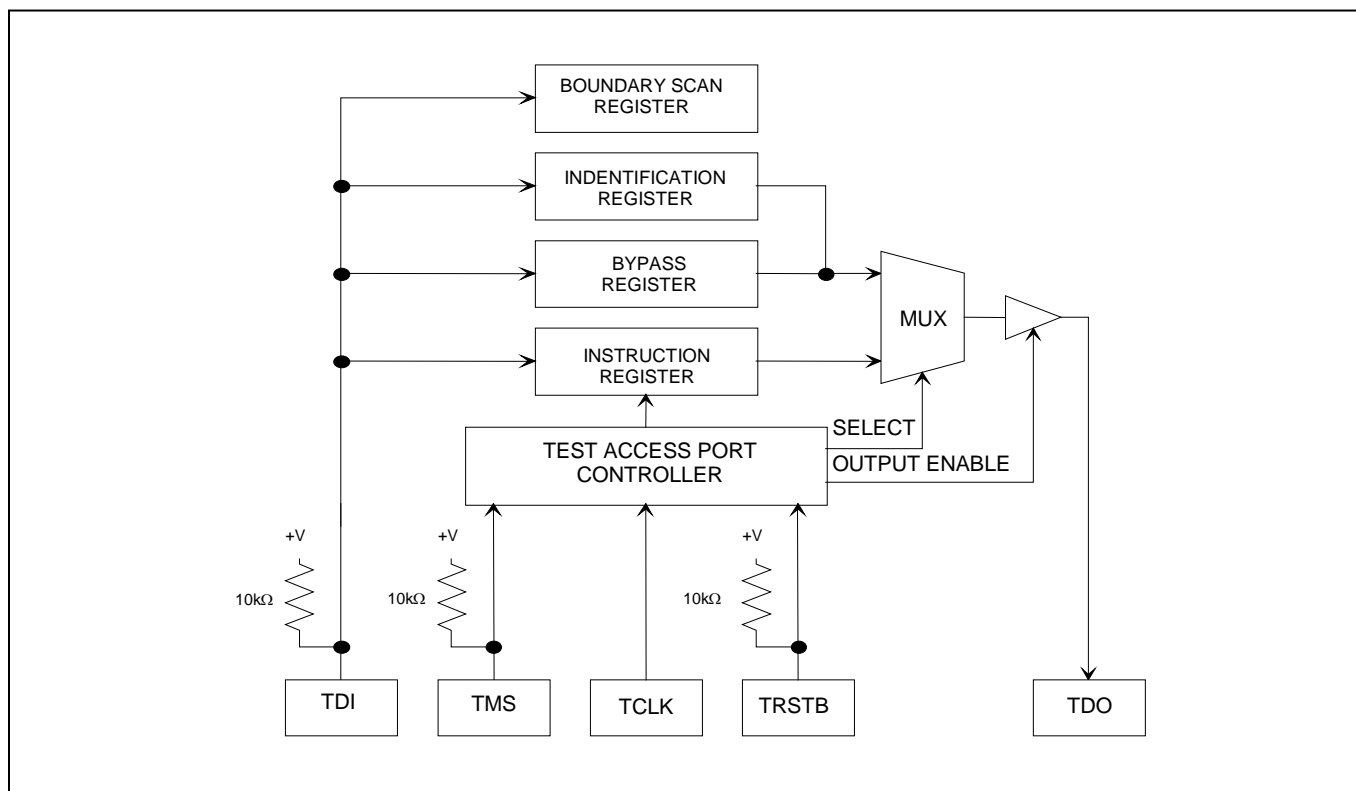 BOUNDARY SCAN
REGISTER
INDENTIFICATION
REGISTER
BYPASS
REGISTER
MUX
INSTRUCTION
REGISTER
SELECT
TEST ACCESS PORT
CONTROLLER
OUTPUT ENABLE
+V
+V
+V
10kΩ
10kΩ
10kΩ
TDI
TMS
TCLK
TRSTB
TDO